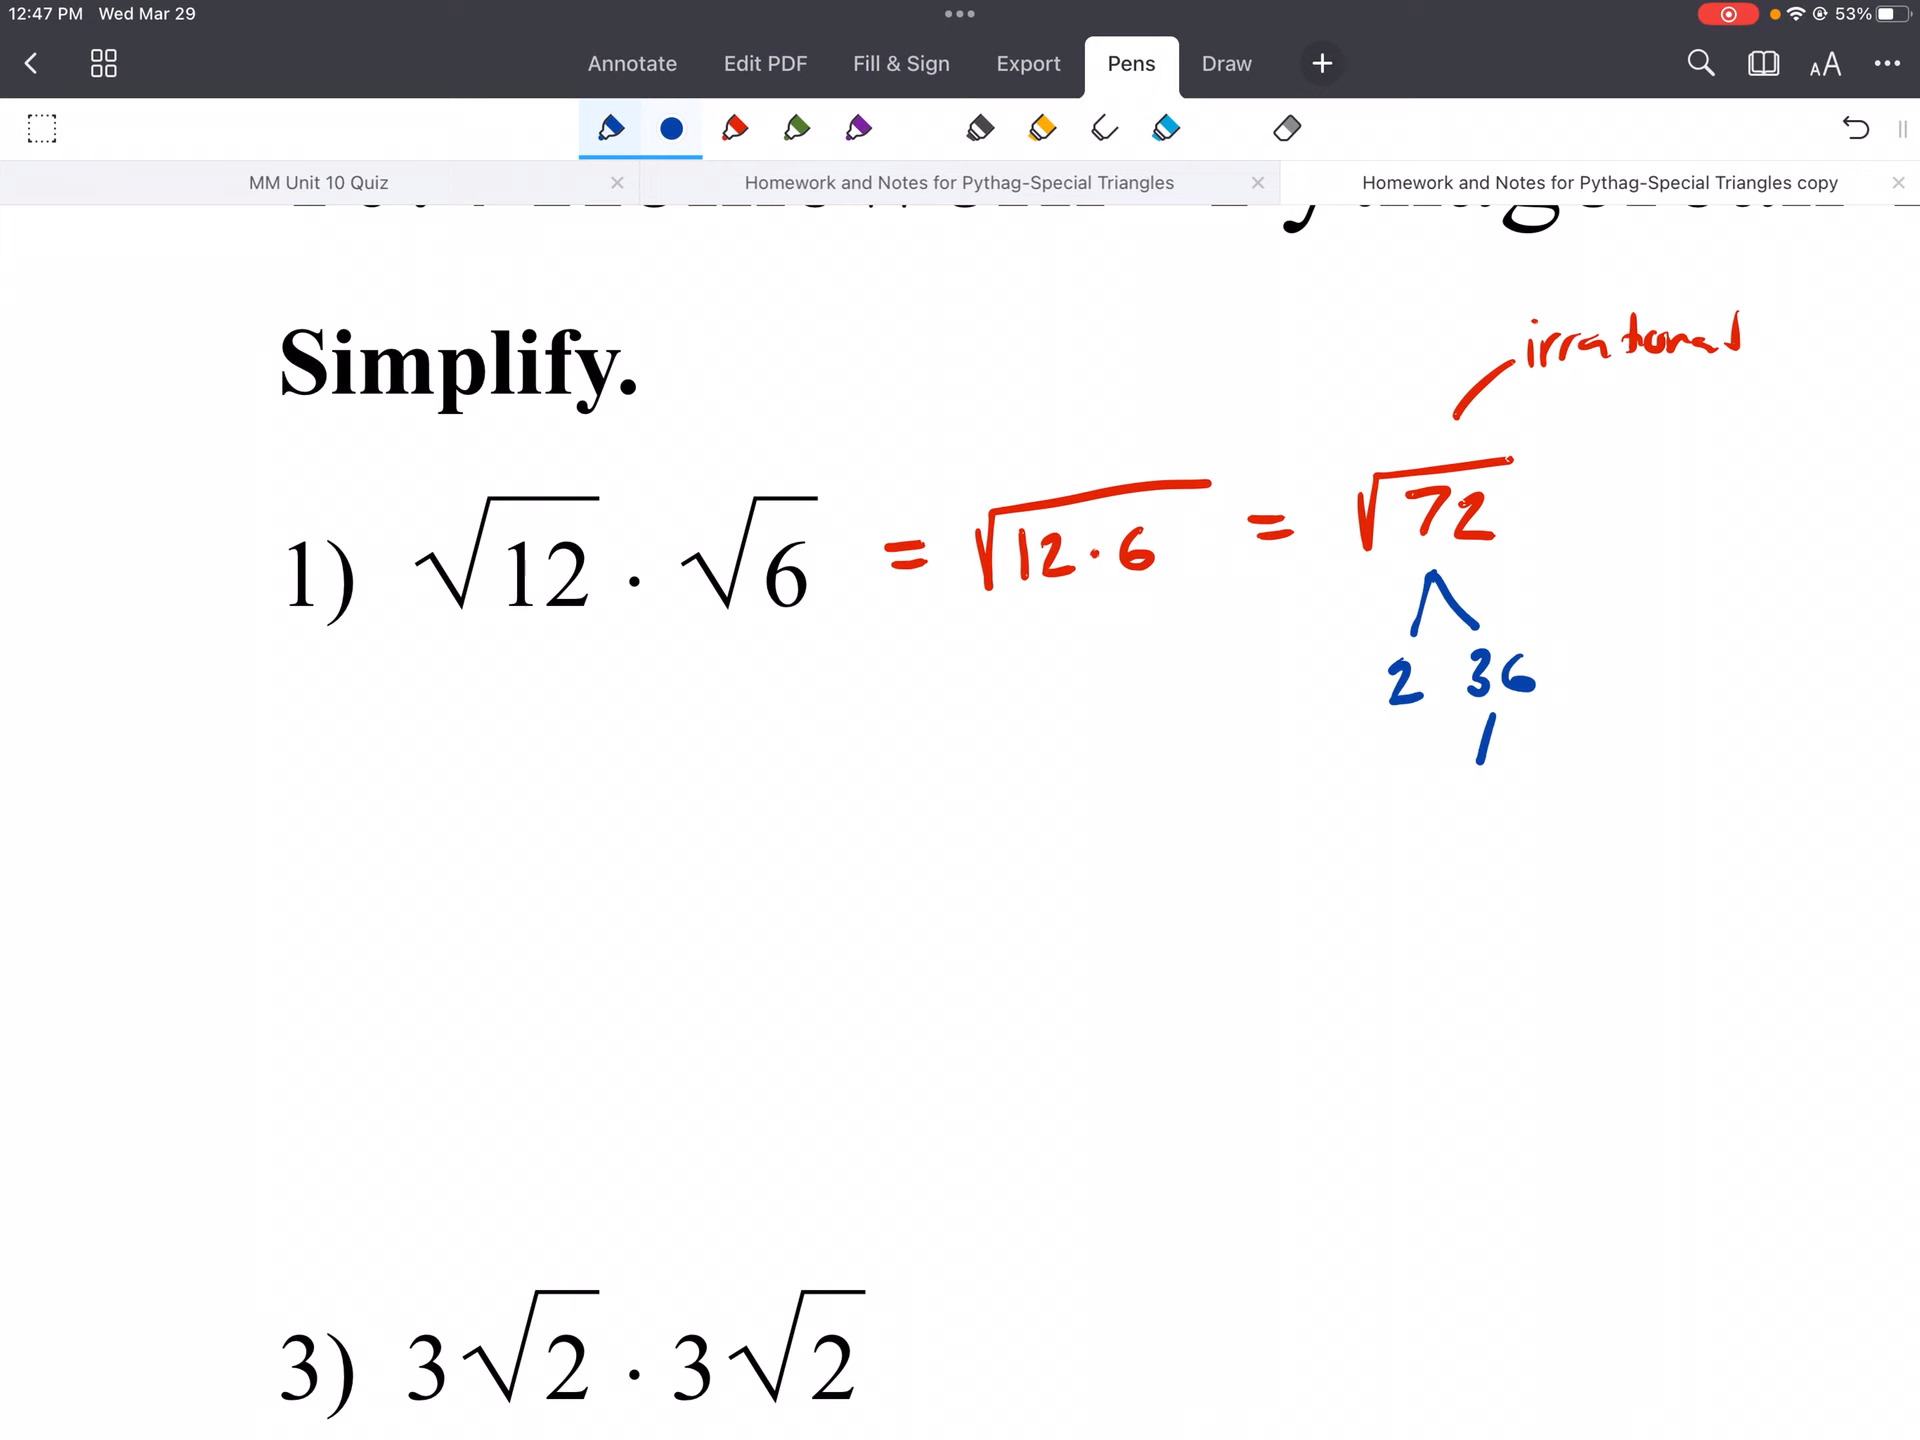 12:47 PM Wed Mar 29
53%
Annotate Edit PDF Fill & Sign Export Pens Draw
AA
MM Unit 10 Quiz
Homework and Notes for Pythag-Special Triangles
Homework and Notes for Pythag-Special Triangles copy
Simplify.
irrational
1) √12 · √6 = √12 · 6 = √72
2 36
3) 3√2 · 3√2